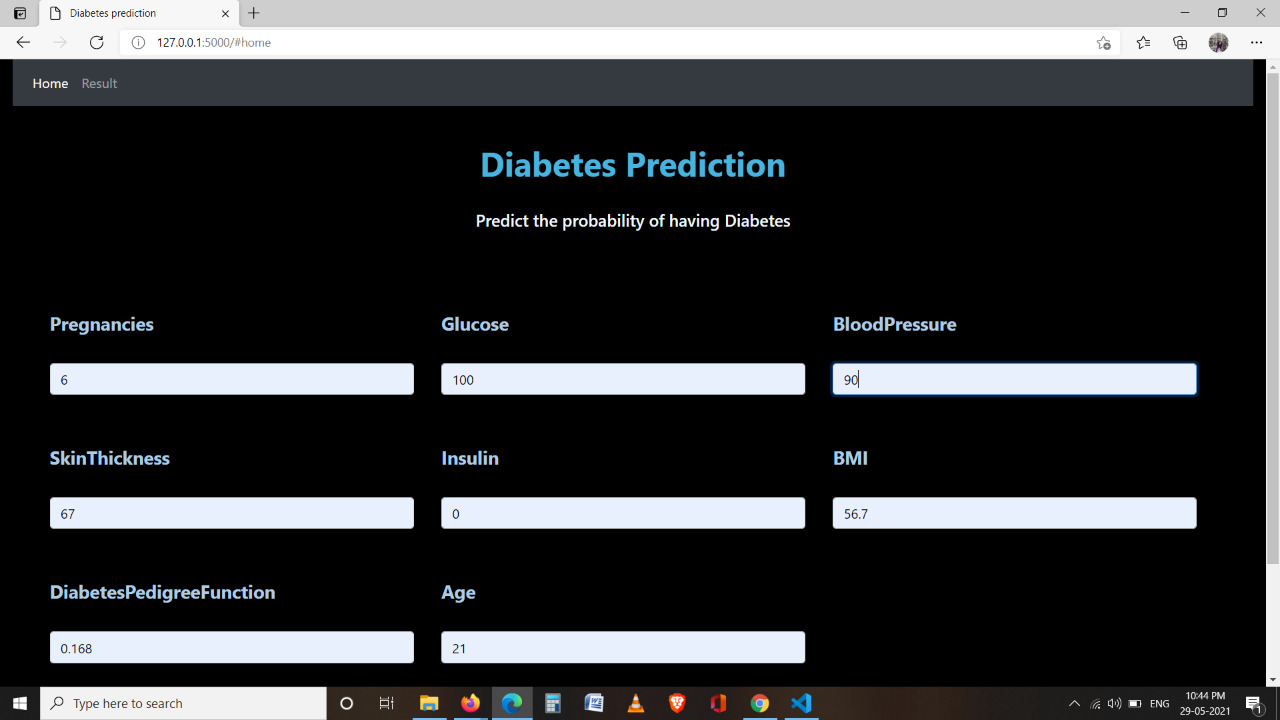 Diabetes prediction
127.0.0.1:5000/#home
Home Result
Diabetes Prediction
Predict the probability of having Diabetes
Pregnancies Glucose BloodPressure
6 100 90
SkinThickness Insulin BMI
67 0 56.7
DiabetesPedigreeFunction Age
0.168 21
Type here to search
ENG
10:44 PM
29-05-2021
1